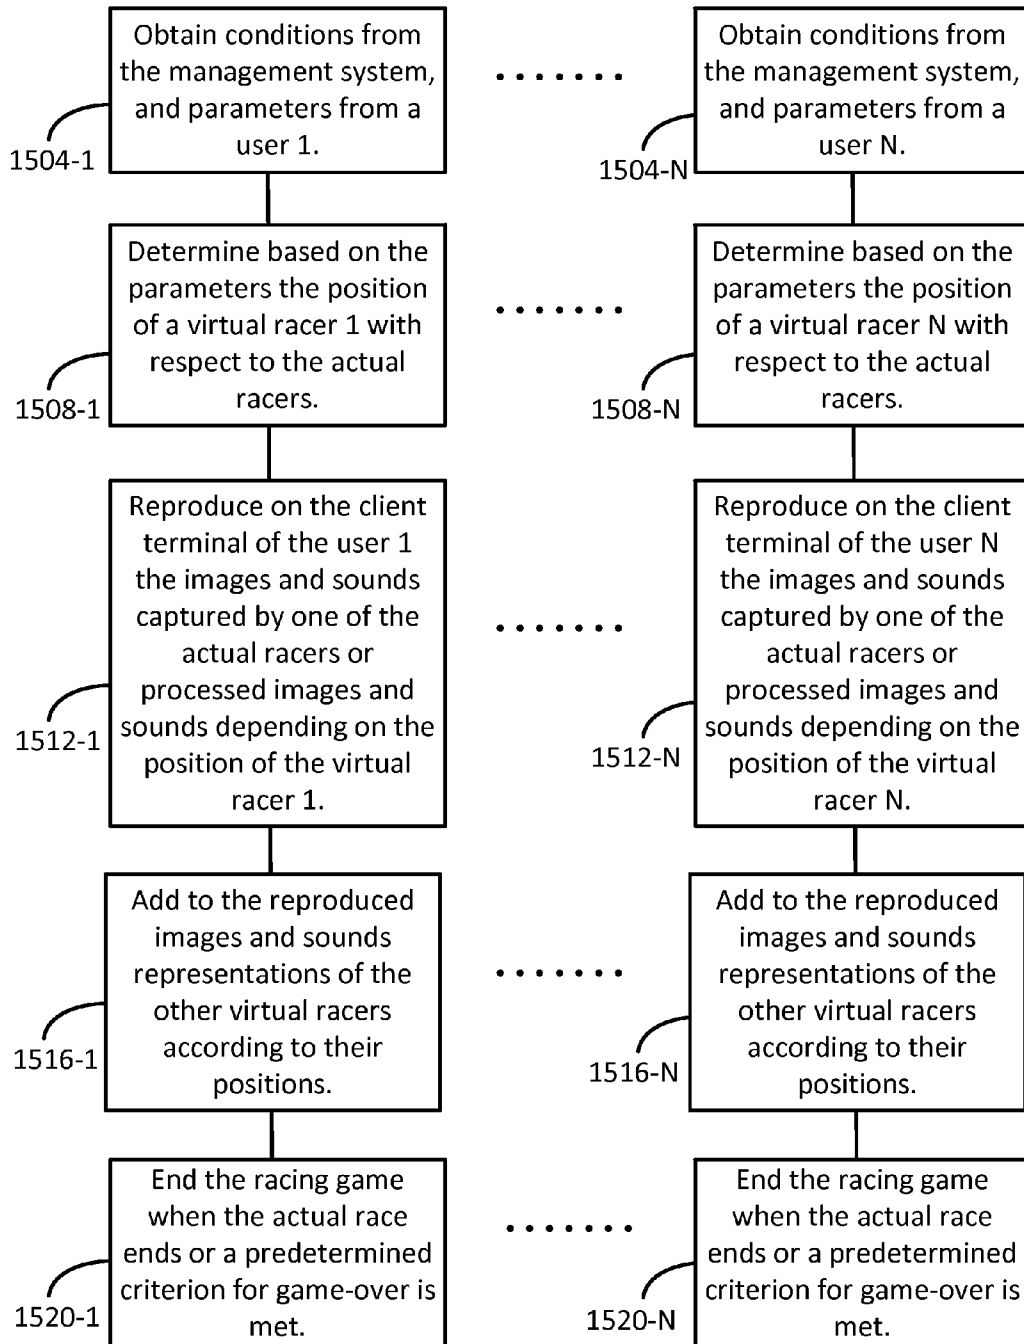 Obtain conditions from
the management system,
and parameters from a
user 1.
1504-1
Determine based on the
parameters the position
of a virtual racer 1 with
respect to the actual
racers.
1508-1
Reproduce on the client
terminal of the user 1
the images and sounds
captured by one of the
actual racers or
processed images and
sounds depending on the
position of the virtual
racer 1.
1512-1
Add to the reproduced
images and sounds
representations of the
other virtual racers
according to their
positions.
1516-1
End the racing game
when the actual race
ends or a predetermined
criterion for game-over is
met.
1520-1
Obtain conditions from
the management system,
and parameters from a
user N.
1504-N
Determine based on the
parameters the position
of a virtual racer N with
respect to the actual
racers.
1508-N
Reproduce on the client
terminal of the user N
the images and sounds
captured by one of the
actual racers or
processed images and
sounds depending on the
position of the virtual
racer N.
1512-N
Add to the reproduced
images and sounds
representations of the
other virtual racers
according to their
positions.
1516-N
End the racing game
when the actual race
ends or a predetermined
criterion for game-over is
met.
1520-N